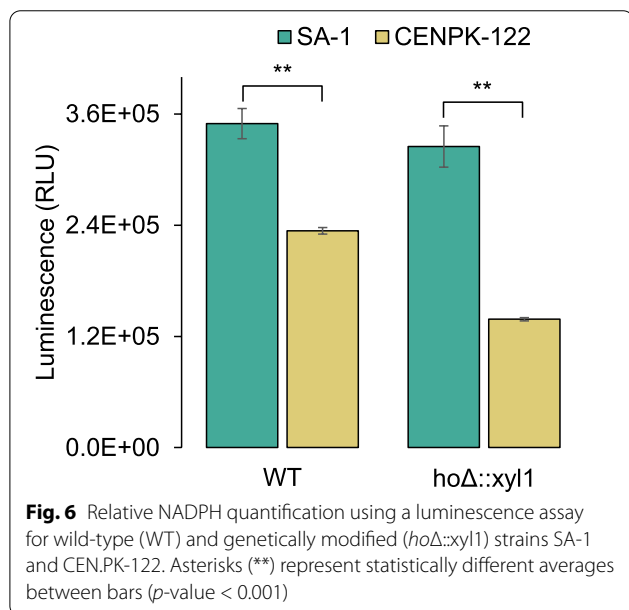 SA-1 CENPK-122
** **
3.6E+05
2.4E+05
1.2E+05
0.0E+00
Luminescence (RLU)
WT hoΔ::xyl1
Fig. 6 Relative NADPH quantification using a luminescence assay
for wild-type (WT) and genetically modified (hoΔ::xyl1) strains SA-1
and CEN.PK-122. Asterisks (**) represent statistically different averages
between bars (p-value < 0.001)